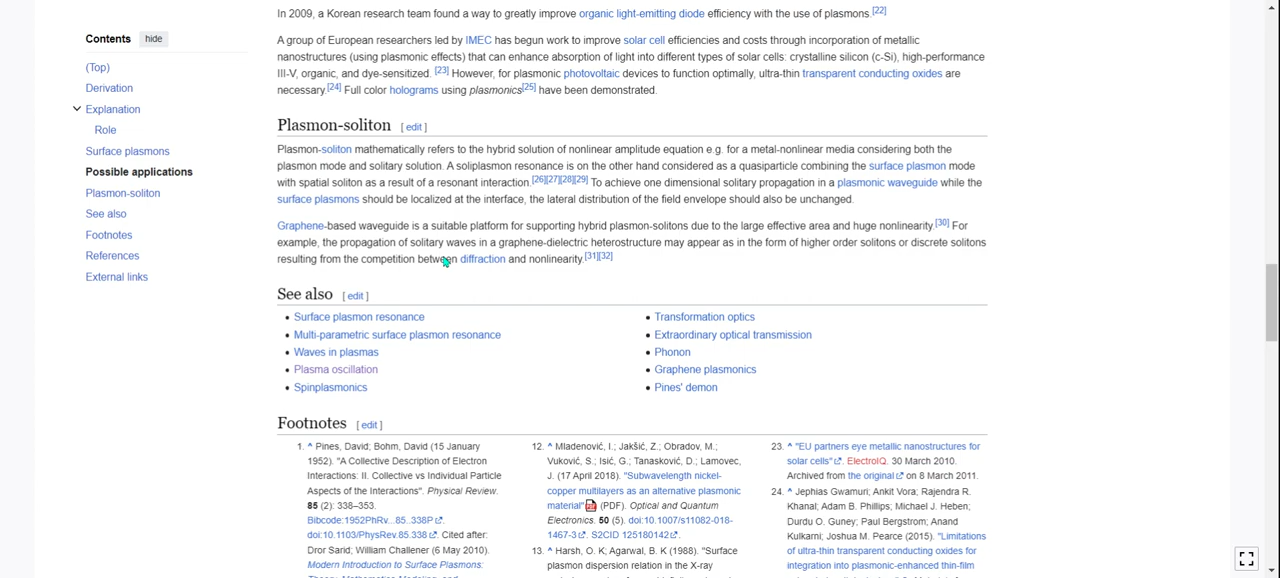 Contents hide
(Top)
Derivation
Explanation
Role
Surface plasmons
Possible applications
Plasmon-soliton
See also
Footnotes
References
External links
In 2009, a Korean research team found a way to greatly improve organic light-emitting diode efficiency with the use of plasmons.[22]
A group of European researchers led by IMEC has begun work to improve solar cell efficiencies and costs through incorporation of metallic
nanostructures (using plasmonic effects) that can enhance absorption of light into different types of solar cells: crystalline silicon (c-Si), high-performance
III-V, organic, and dye-sensitized. [23] However, for plasmonic photovoltaic devices to function optimally, ultra-thin transparent conducting oxides are
necessary.[24] Full color holograms using plasmonics[25] have been demonstrated.
Plasmon-soliton [ edit ]
Plasmon-soliton mathematically refers to the hybrid solution of nonlinear amplitude equation e.g. for a metal-nonlinear media considering both the
plasmon mode and solitary solution. A soliplasmon resonance is on the other hand considered as a quasiparticle combining the surface plasmon mode
with spatial soliton as a result of a resonant interaction.[26][27][28][29] To achieve one dimensional solitary propagation in a plasmonic waveguide while the
surface plasmons should be localized at the interface, the lateral distribution of the field envelope should also be unchanged.
Graphene-based waveguide is a suitable platform for supporting hybrid plasmon-solitons due to the large effective area and huge nonlinearity.[30] For
example, the propagation of solitary waves in a graphene-dielectric heterostructure may appear as in the form of higher order solitons or discrete solitons
resulting from the competition between diffraction and nonlinearity.[31][32]
See also [ edit ]
• Surface plasmon resonance
• Multi-parametric surface plasmon resonance
• Waves in plasmas
• Plasma oscillation
• Spinplasmonics
• Transformation optics
• Extraordinary optical transmission
• Phonon
• Graphene plasmonics
• Pines' demon
Footnotes [ edit ]
1. ^ Pines, David; Bohm, David (15 January
1952). "A Collective Description of Electron
Interactions: II. Collective vs Individual Particle
Aspects of the Interactions". Physical Review.
85 (2): 338–353.
Bibcode:1952PhRv...85..338P.
doi:10.1103/PhysRev.85.338. Cited after:
Dror Sarid; William Challener (6 May 2010).
Modern Introduction to Surface Plasmons:
12. ^ Mladenović, I.; Jakšić, Z.; Obradov, M.;
Vuković, S.; Isić, G.; Tanasković, D.; Lamovec,
J. (17 April 2018). "Subwavelength nickel-
copper multilayers as an alternative plasmonic
material" (PDF). Optical and Quantum
Electronics. 50 (5). doi:10.1007/s11082-018-
1467-3. S2CID 125180142.
13. ^ Harsh, O. K; Agarwal, B. K (1988). "Surface
plasmon dispersion relation in the X-ray
23. ^ "EU partners eye metallic nanostructures for
solar cells". ElectroIQ. 30 March 2010.
Archived from the original on 8 March 2011.
24. ^ Jephias Gwamuri; Ankit Vora; Rajendra R.
Khanal; Adam B. Phillips; Michael J. Heben;
Durdu O. Guney; Paul Bergstrom; Anand
Kulkarni; Joshua M. Pearce (2015). "Limitations
of ultra-thin transparent conducting oxides for
integration into plasmonic-enhanced thin-film